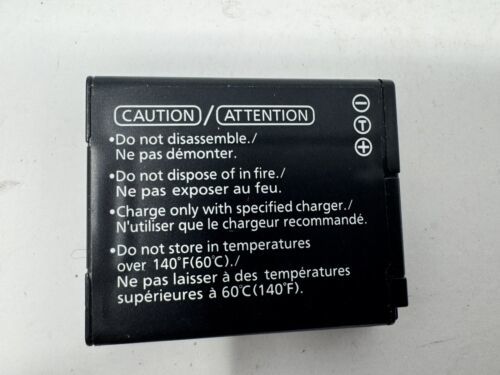 CAUTION/ATTENTION
•Do not disassemble./
Ne pas démonter.
•Do not dispose of in fire./
Ne pas exposer au feu.
•Charge only with specified charger./
N'utiliser que le chargeur recommandé.
•Do not store in temperatures
over 140°F(60℃)./
Ne pas laisser à des températures
supérieures à 60℃(140°F).
−
T
+